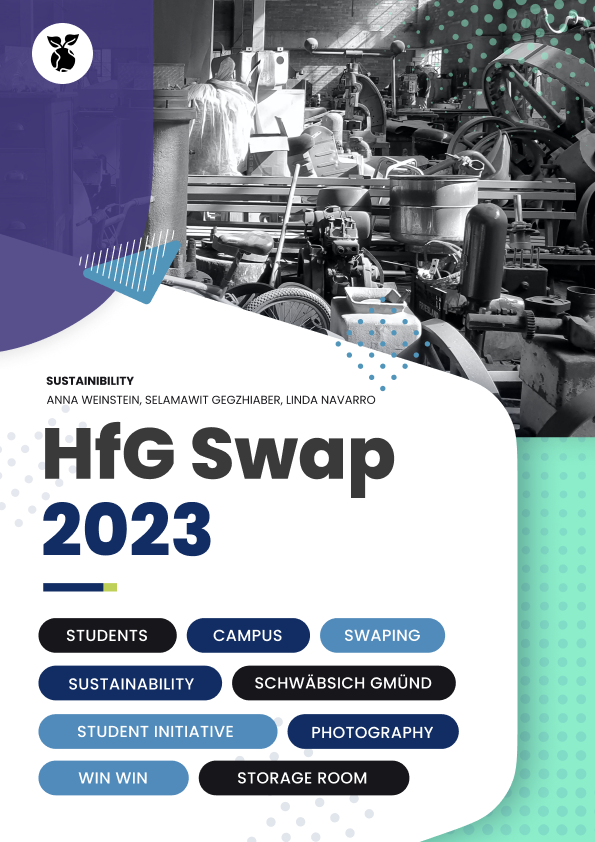 SUSTAINIBILITY
ANNA WEINSTEIN, SELAMAWIT GEGZHIABER, LINDA NAVARRO
HfG Swap
2023
STUDENTS CAMPUS SWAPING
SUSTAINABILITY SCHWÄBSICH GMÜND
STUDENT INITIATIVE PHOTOGRAPHY
WIN WIN STORAGE ROOM